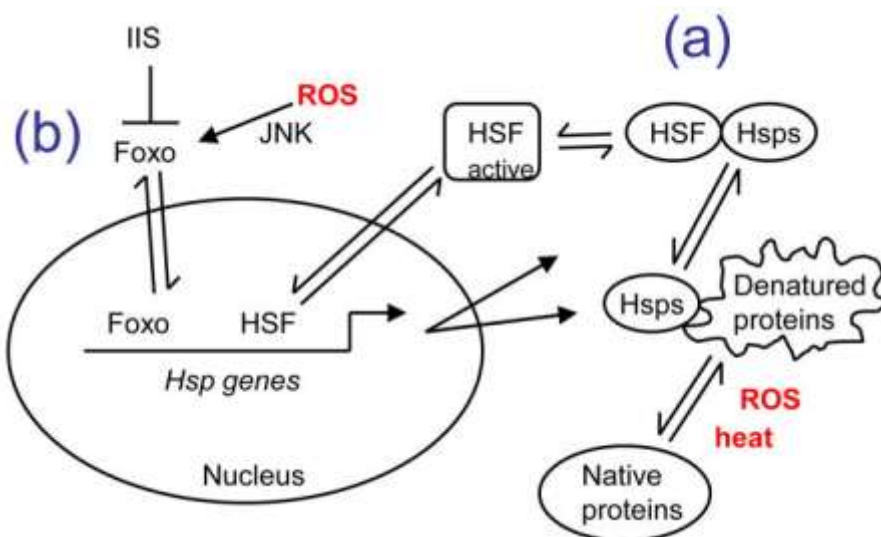 IIS
(a)
ROS
(b)
Foxo
JNK
HSF
active
HSF
Hsps
Hsps
Denatured
proteins
Foxo
HSF
Hsp genes
ROS
heat
Nucleus
Native
proteins